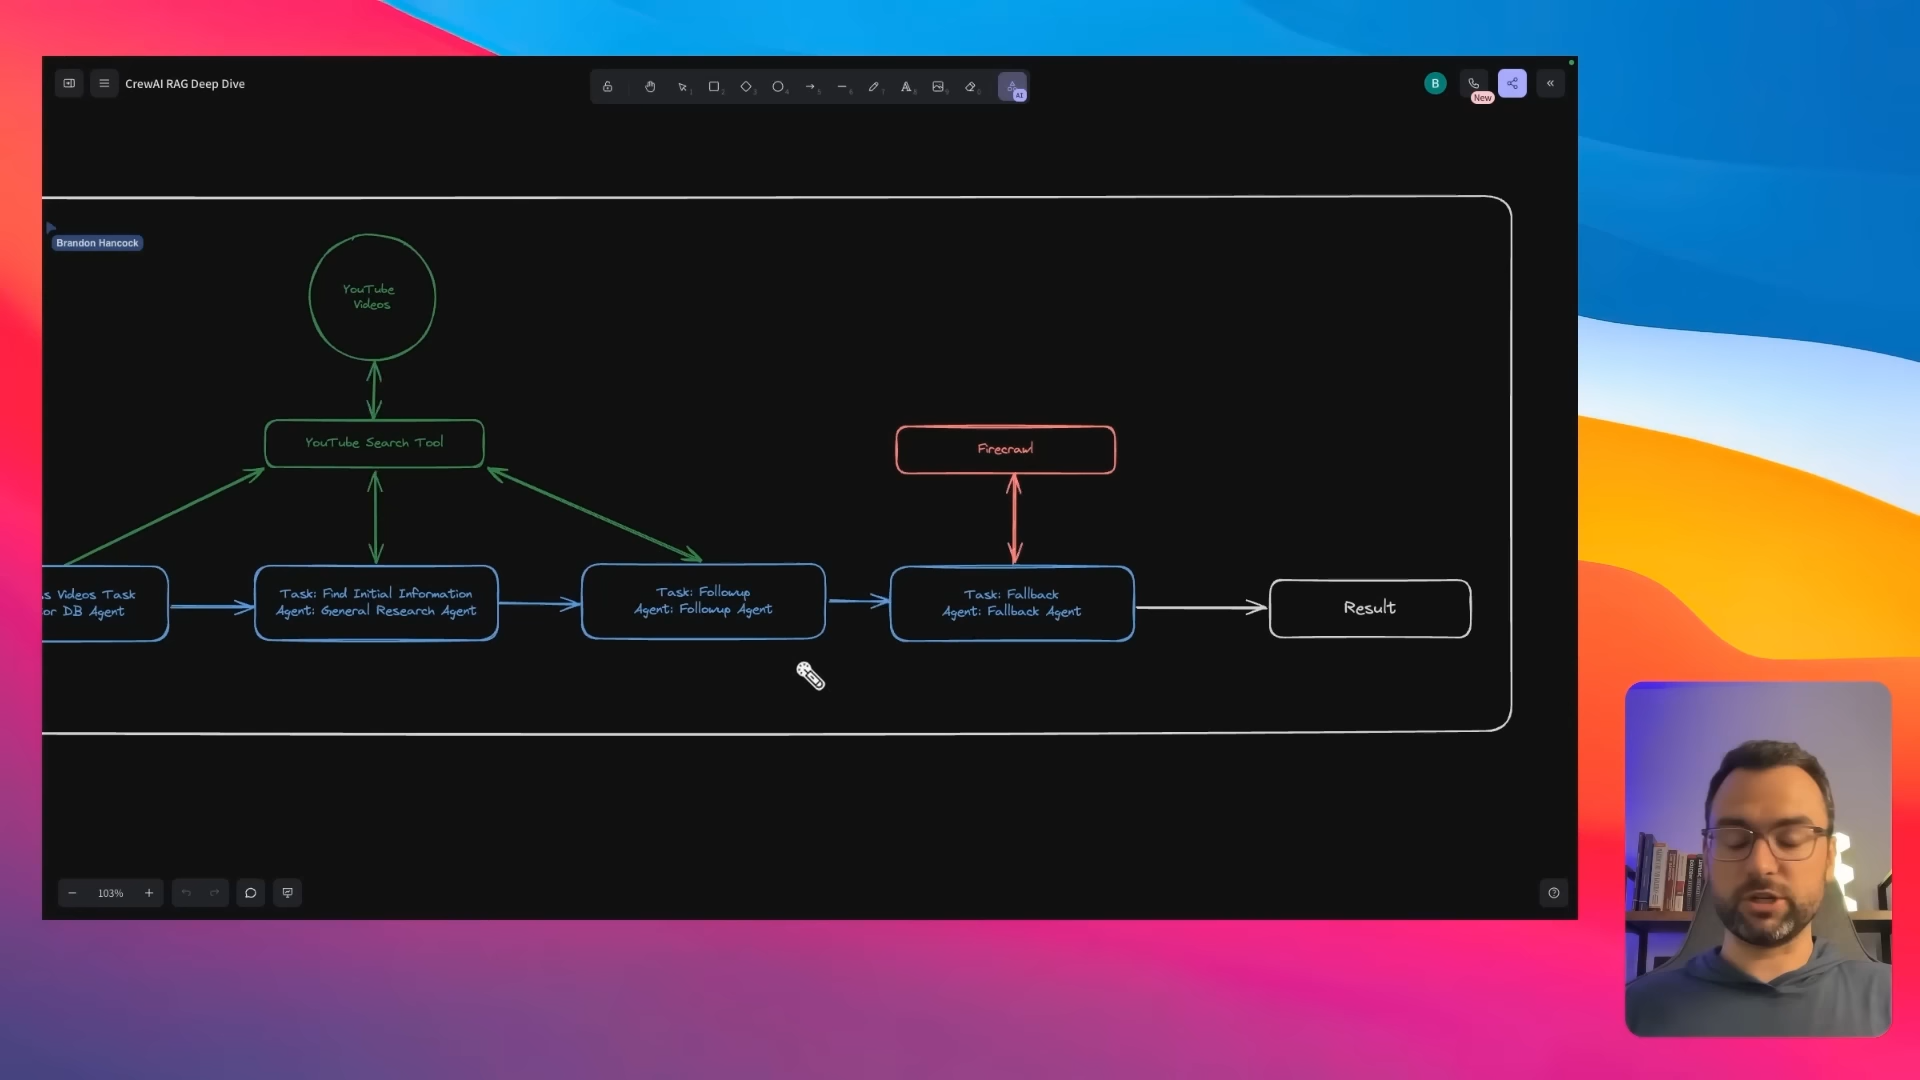 CrewAI RAG Deep Dive
B
New
AI
Brandon Hancock
YouTube
Videos
YouTube Search Tool
Firecrawl
s Videos Task
or DB Agent
Task: Find Initial Information
Agent: General Research Agent
Task: Followup
Agent: Followup Agent
Task: Fallback
Agent: Fallback Agent
Result
103%